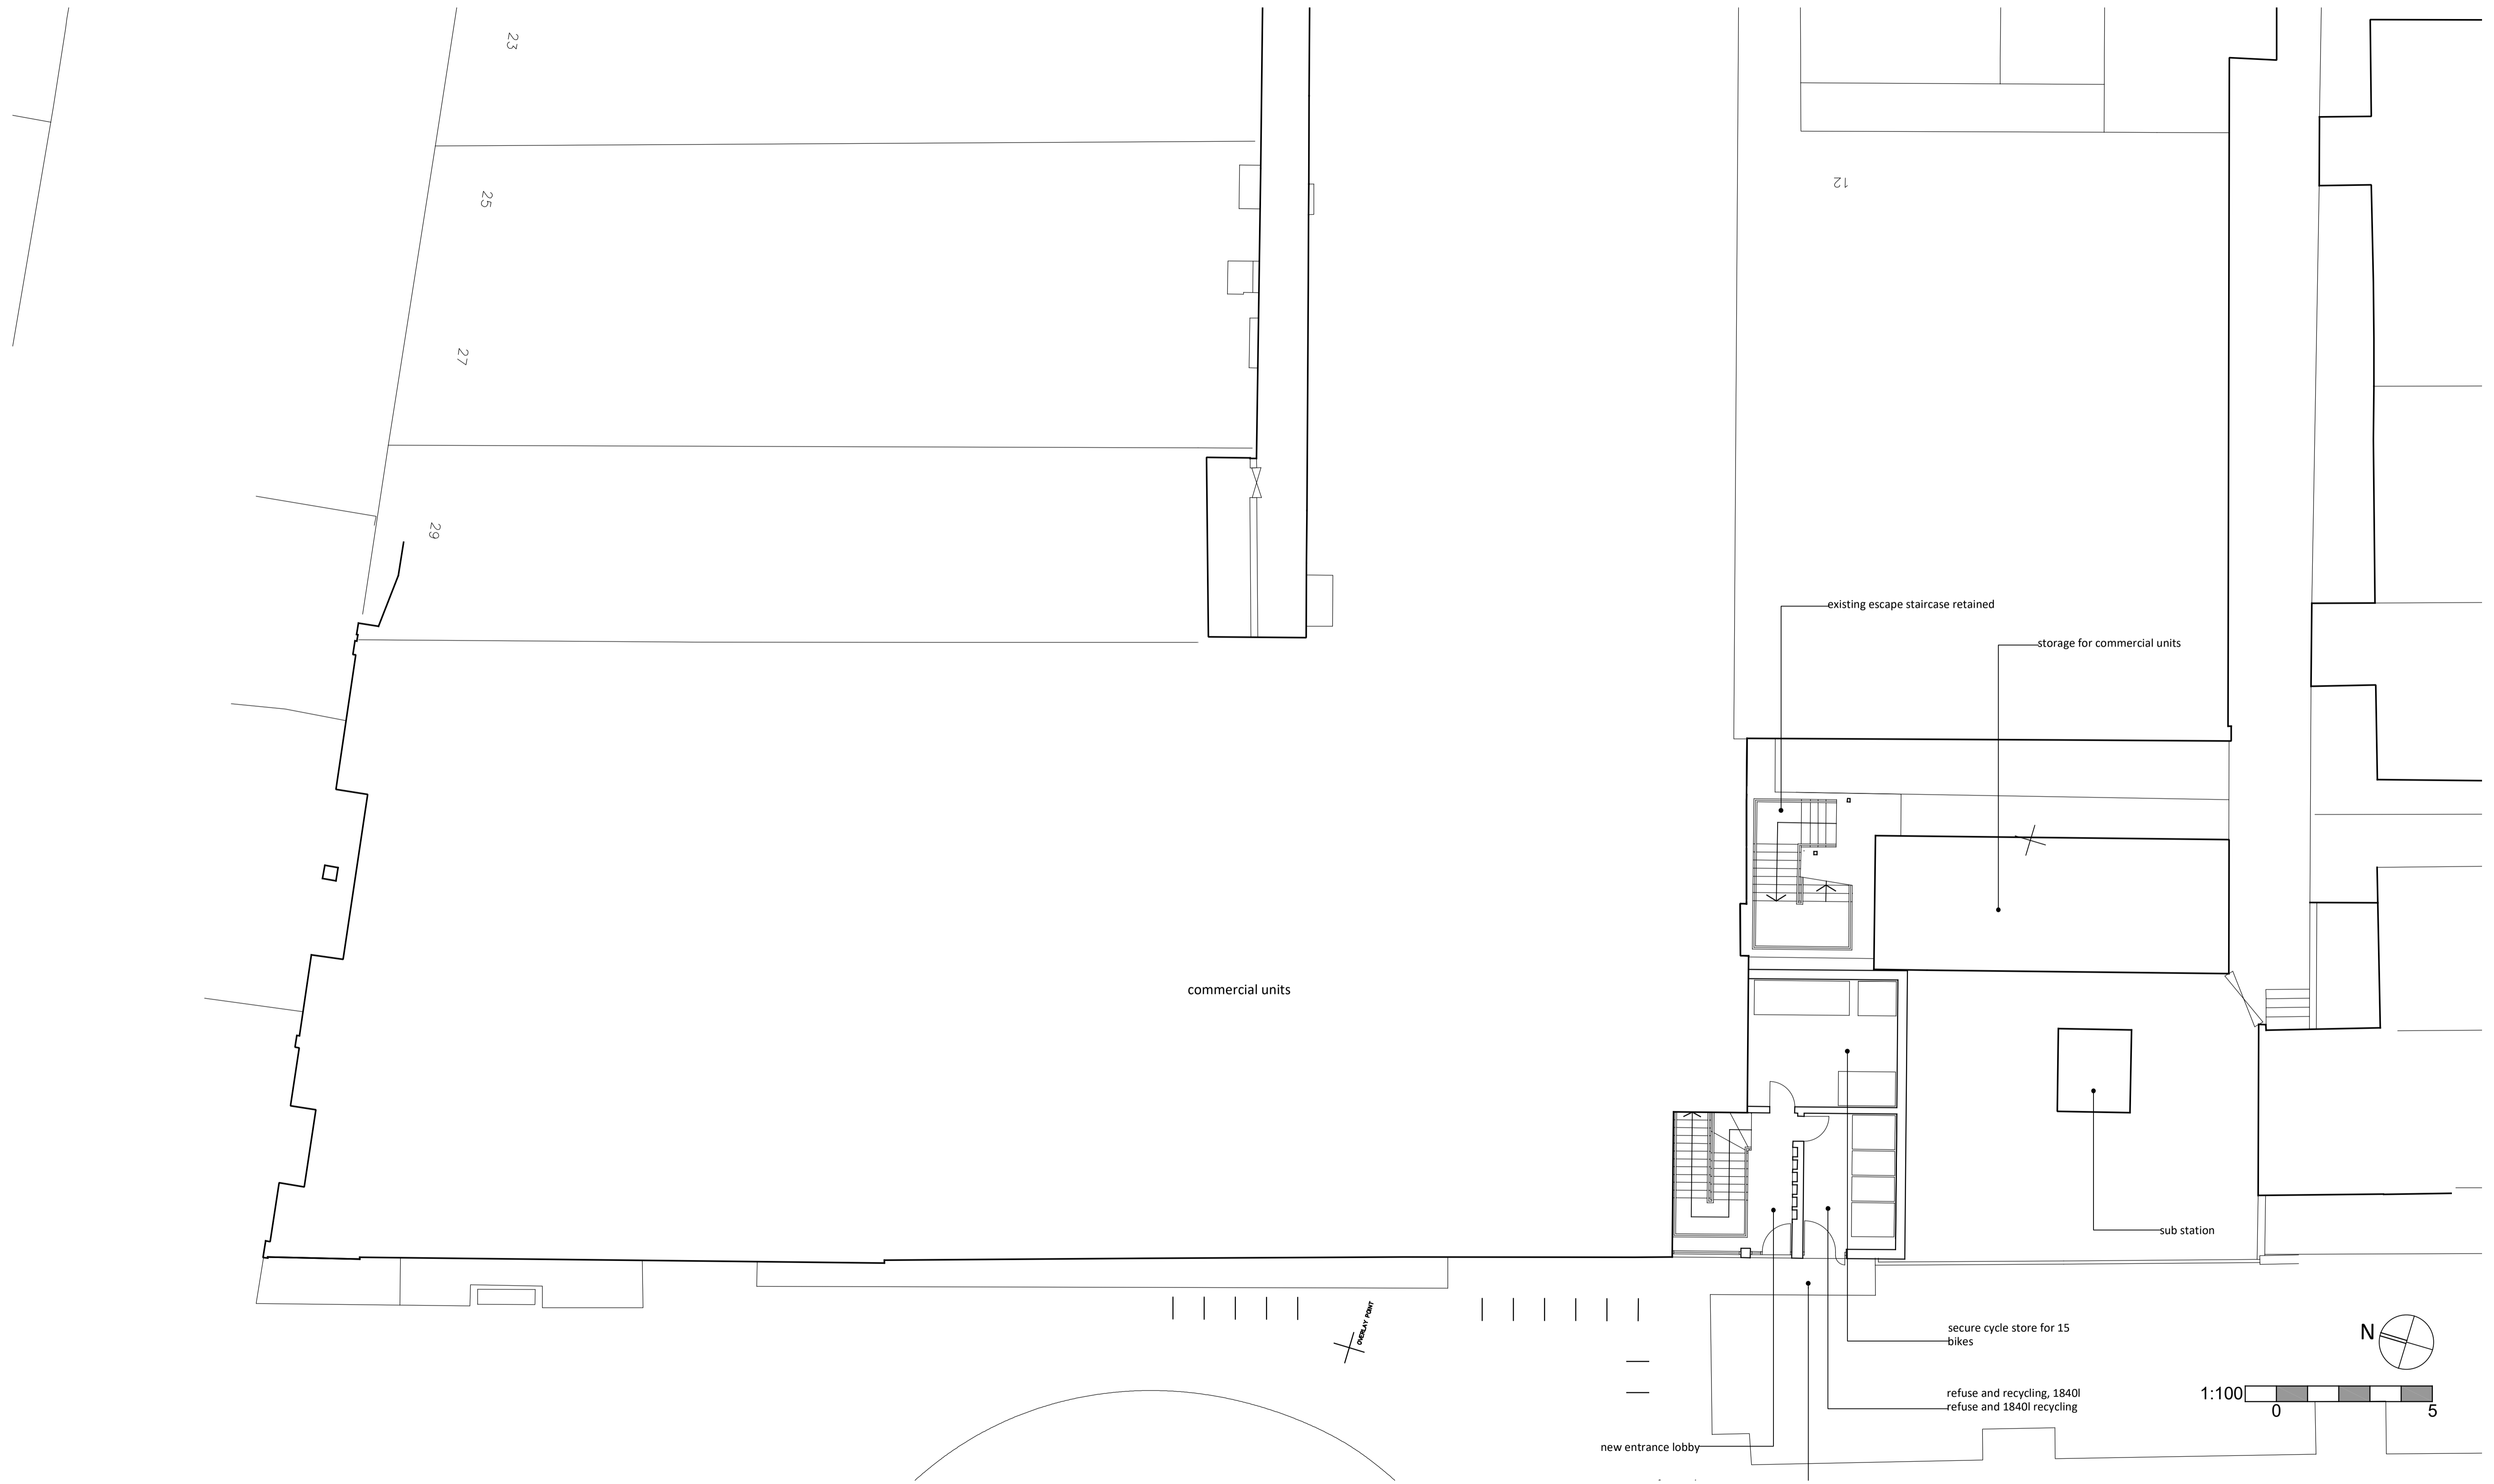 23
25
12
27
29
existing escape staircase retained
storage for commercial units
commercial units
sub station
OVERLAY POINT
secure cycle store for 15
bikes
N
refuse and recycling, 1840l
refuse and 1840l recycling
1:100
0
5
new entrance lobby